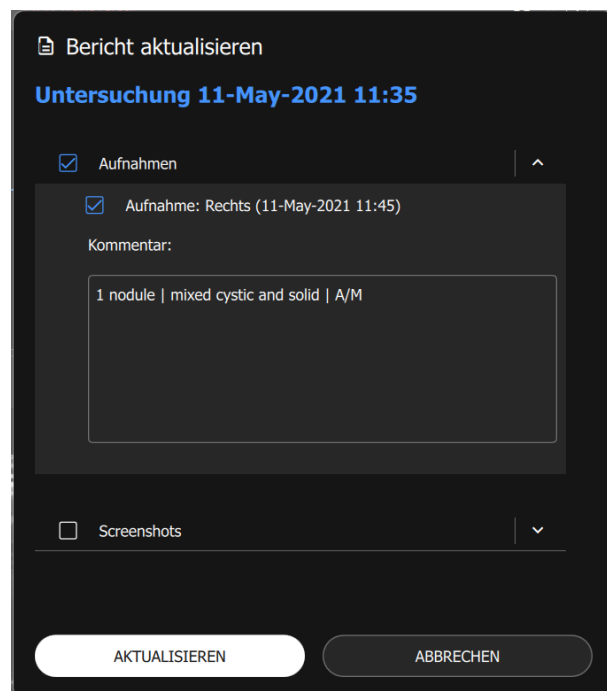 Bericht aktualisieren
Untersuchung 11-May-2021 11:35
Aufnahmen
Aufnahme: Rechts (11-May-2021 11:45)
Kommentar:
1 nodule | mixed cystic and solid | A/M
Screenshots
AKTUALISIEREN
ABBRECHEN